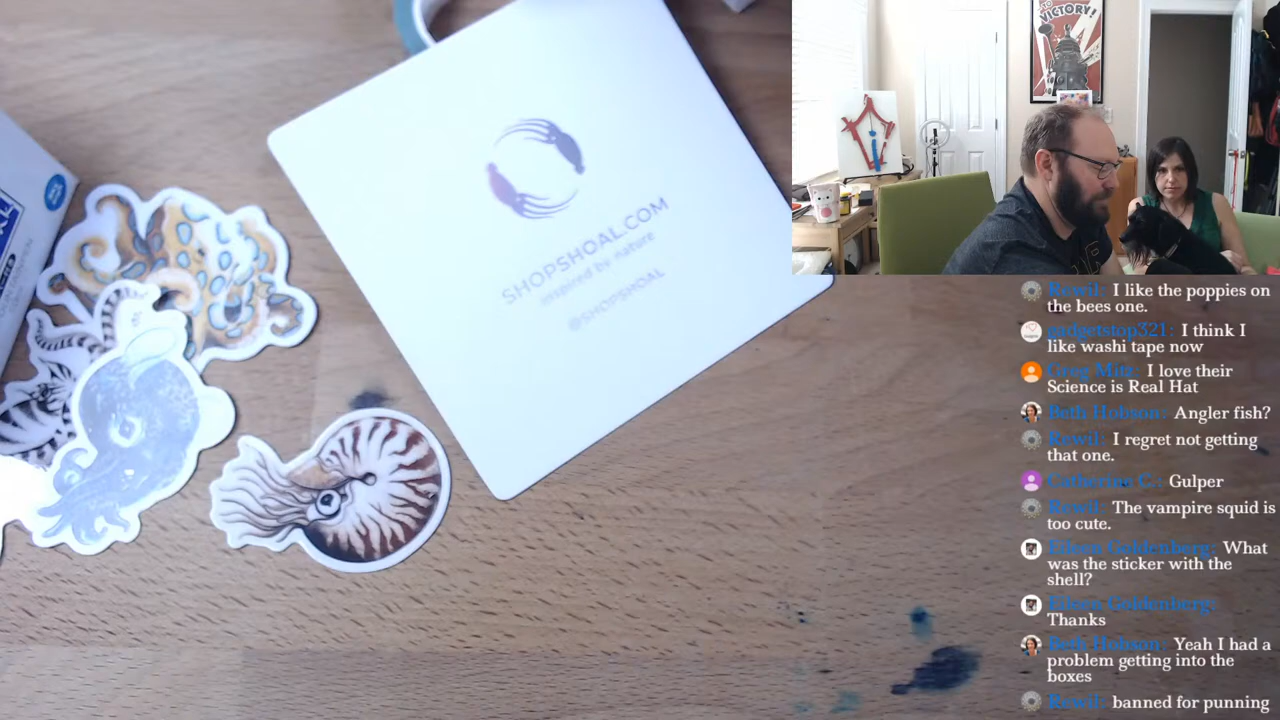 TO
VICTORY!
SHOPSHOAL.COM
inspired by nature
@SHOPSHOAL
Rewil: I like the poppies on
the bees one.
gadgetstop321: I think I
like washi tape now
Greg Mita: I love their
Science is Real Hat
Beth Hobson: Angler fish?
Rewil: I regret not getting
that one.
Catherine C.: Gulper
Rewil: The vampire squid is
too cute.
Eileen Goldenberg: What
was the sticker with the
shell?
Eileen Goldenberg:
Thanks
Beth Hobson: Yeah I had a
problem getting into the
boxes
Rewil: banned for punning